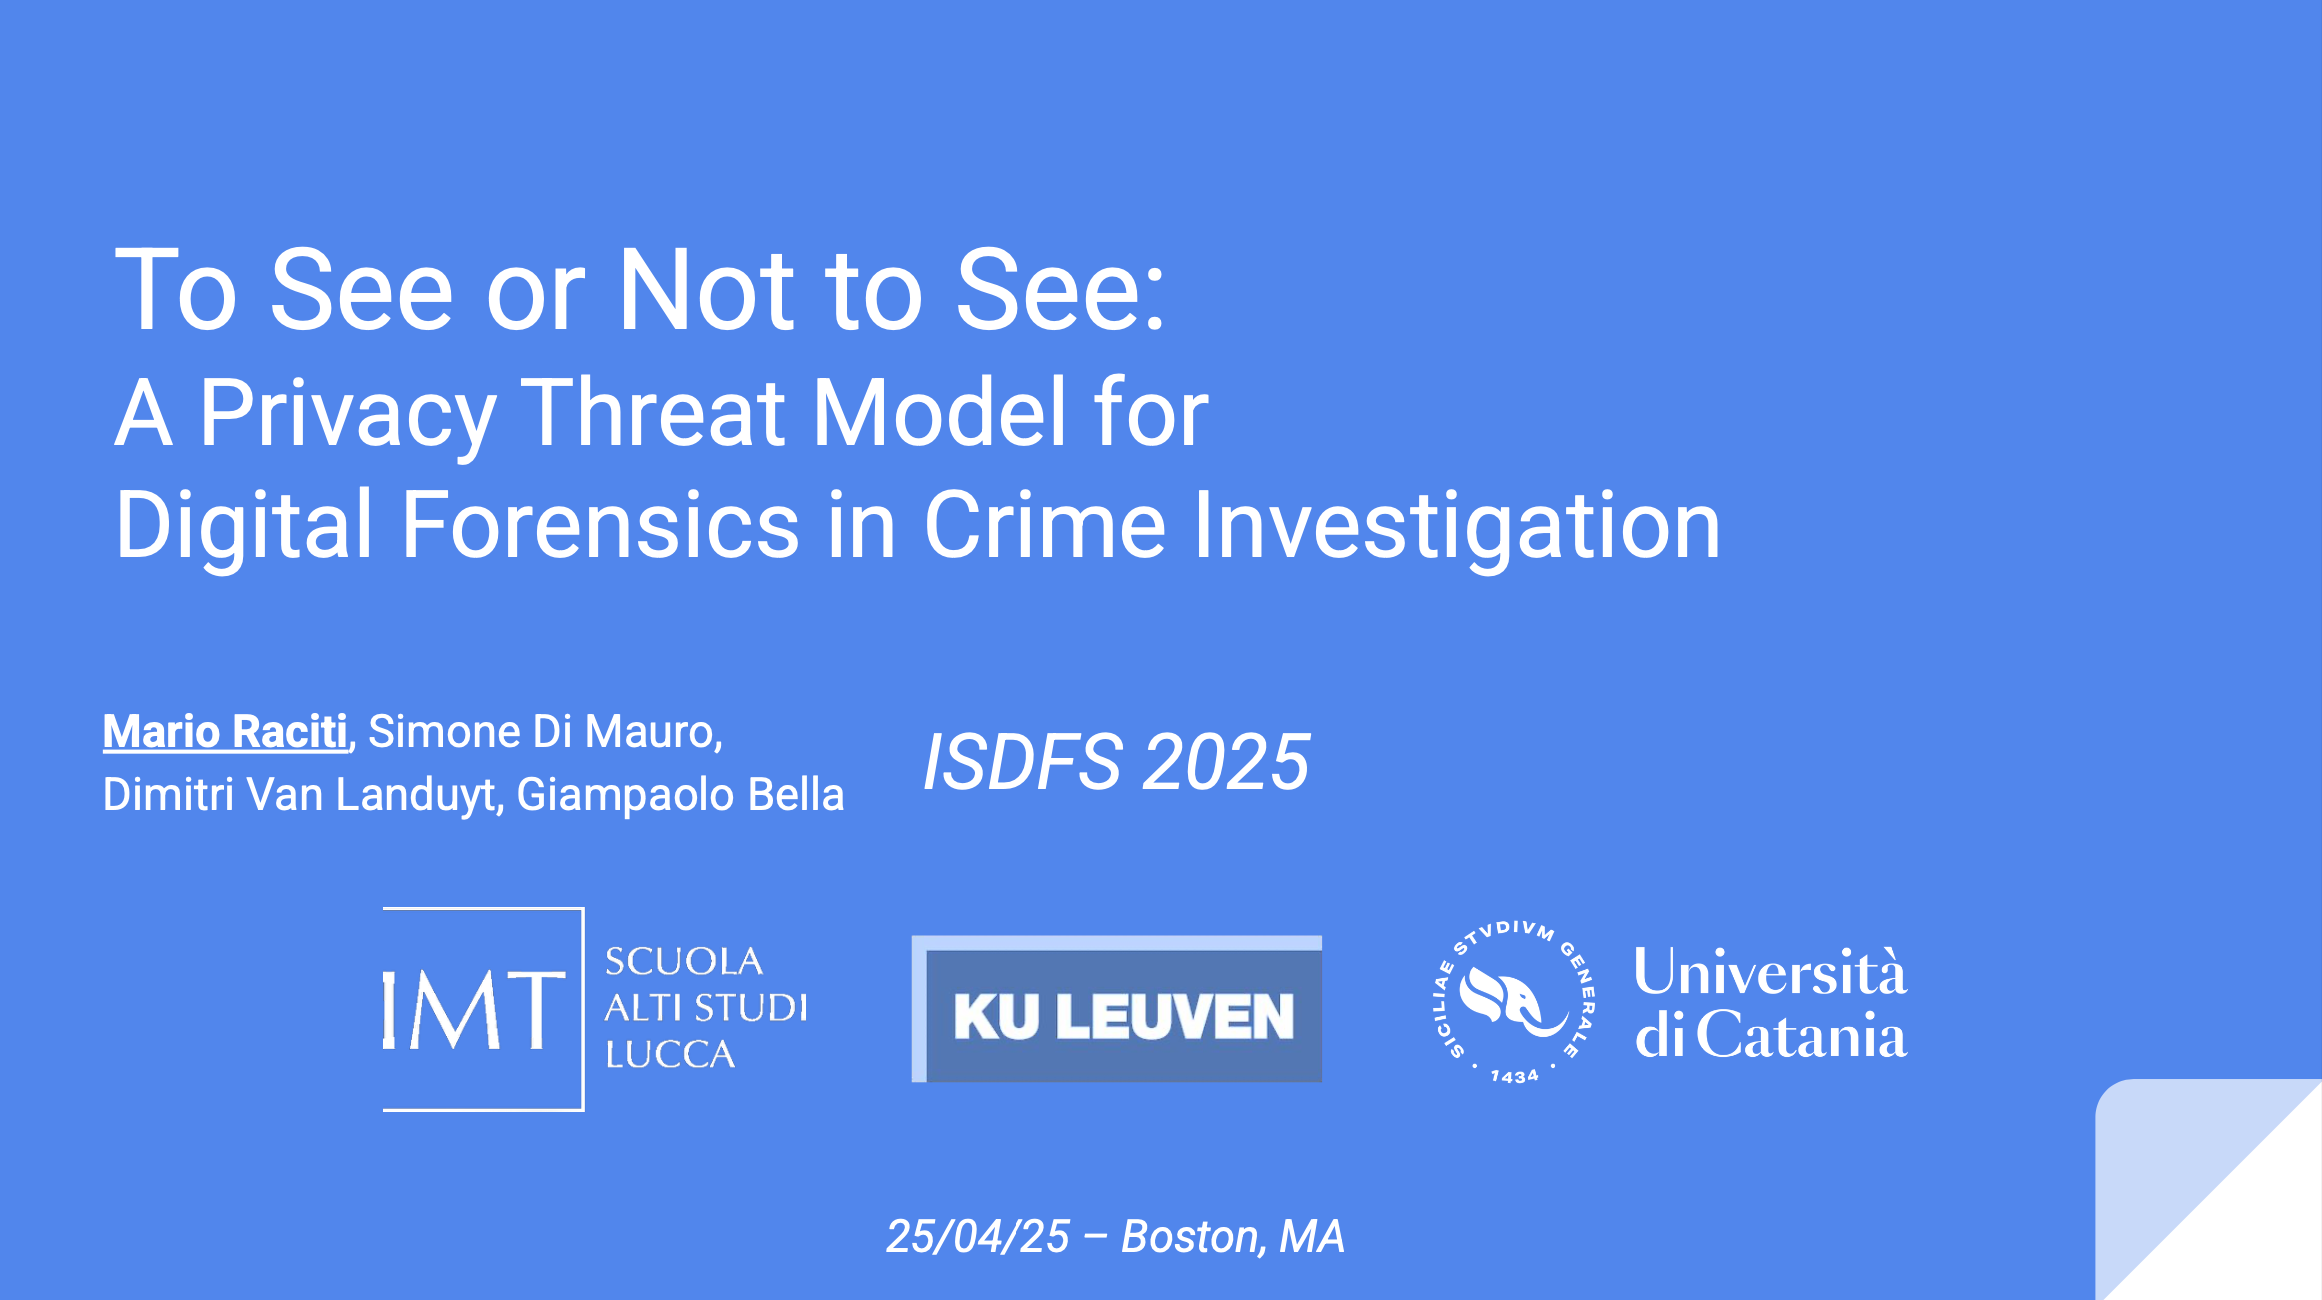 To See or Not to See:
A Privacy Threat Model for
Digital Forensics in Crime Investigation
Mario Raciti, Simone Di Mauro,
Dimitri Van Landuyt, Giampaolo Bella
ISDFS 2025
IMT
SCUOLA
ALTI STUDI
LUCCA
KU LEUVEN
SICILIAE STVDIVM GENERALE
· 1434 ·
Università
di Catania
25/04/25 – Boston, MA